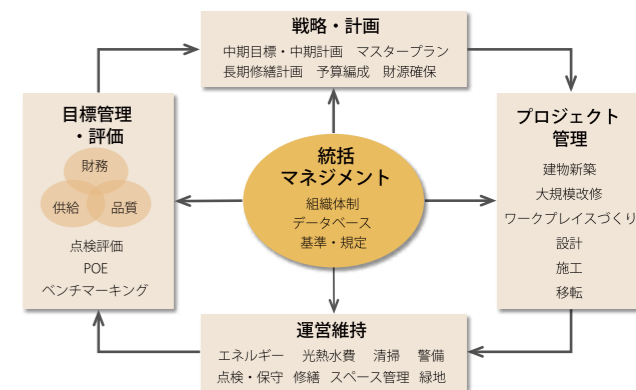 戦略・計画
中期目標・中期計画　マスタープラン
長期修繕計画　予算編成　財源確保
目標管理
・評価
財務
供給　品質
点検評価
POE
ベンチマーキング
統括
マネジメント
組織体制
データベース
基準・規定
プロジェクト
管理
建物新築
大規模改修
ワークプレイスづくり
設計
施工
移転
運営維持
エネルギー　光熱水費　清掃　警備
点検・保守　修繕　スペース管理　緑地